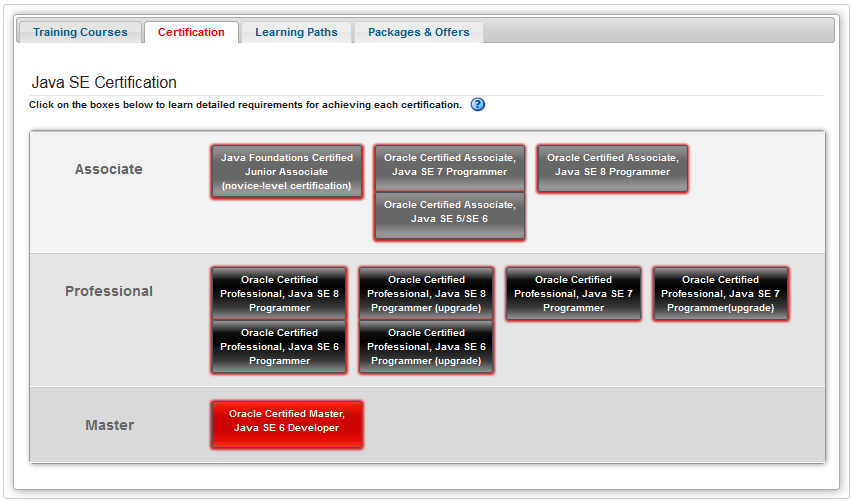 Training Courses
Certification
Learning Paths
Packages & Offers
Java SE Certification
Click on the boxes below to learn detailed requirements for achieving each certification. ?
Associate
Java Foundations Certified
Junior Associate
(novice-level certification)
Oracle Certified Associate,
Java SE 7 Programmer
Oracle Certified Associate,
Java SE 5/SE 6
Oracle Certified Associate,
Java SE 8 Programmer
Professional
Oracle Certified
Professional, Java SE 8
Programmer
Oracle Certified
Professional, Java SE 8
Programmer (upgrade)
Oracle Certified
Professional, Java SE 7
Programmer
Oracle Certified
Professional, Java SE 7
Programmer(upgrade)
Oracle Certified
Professional, Java SE 6
Programmer
Oracle Certified
Professional, Java SE 6
Programmer (upgrade)
Master
Oracle Certified Master,
Java SE 6 Developer